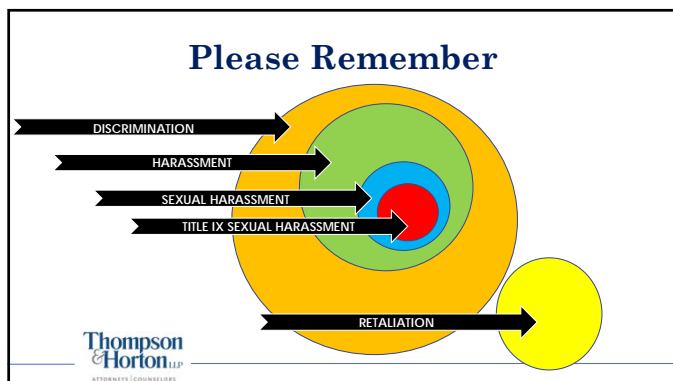 Please Remember
DISCRIMINATION
HARASSMENT
SEXUAL HARASSMENT
TITLE IX SEXUAL HARASSMENT
RETALIATION
Thompson
& Horton LLP
ATTORNEYS | COUNSELORS